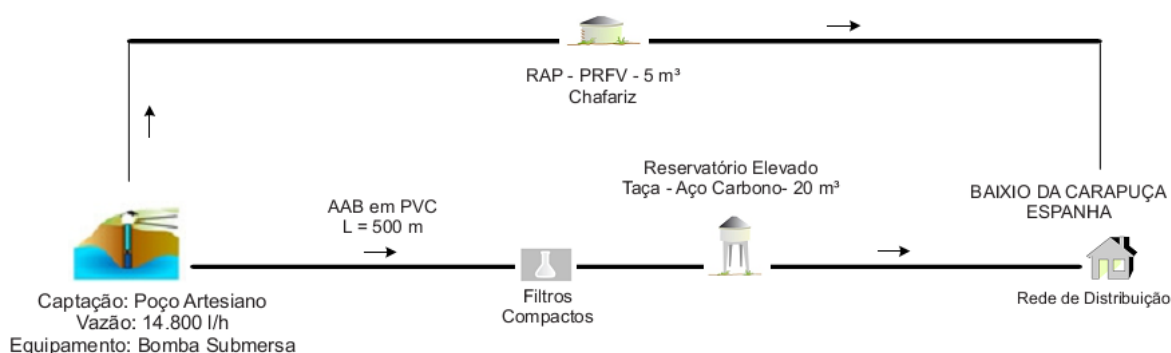 RAP - PRFV - 5 m³
Chafariz
Reservatório Elevado
Taça - Aço Carbono- 20 m³
BAIXIO DA CARAPUÇA
ESPANHA
AAB em PVC
L = 500 m
Captação: Poço Artesiano
Vazão: 14.800 l/h
Equipamento: Bomba Submersa
Filtros
Compactos
Rede de Distribuição